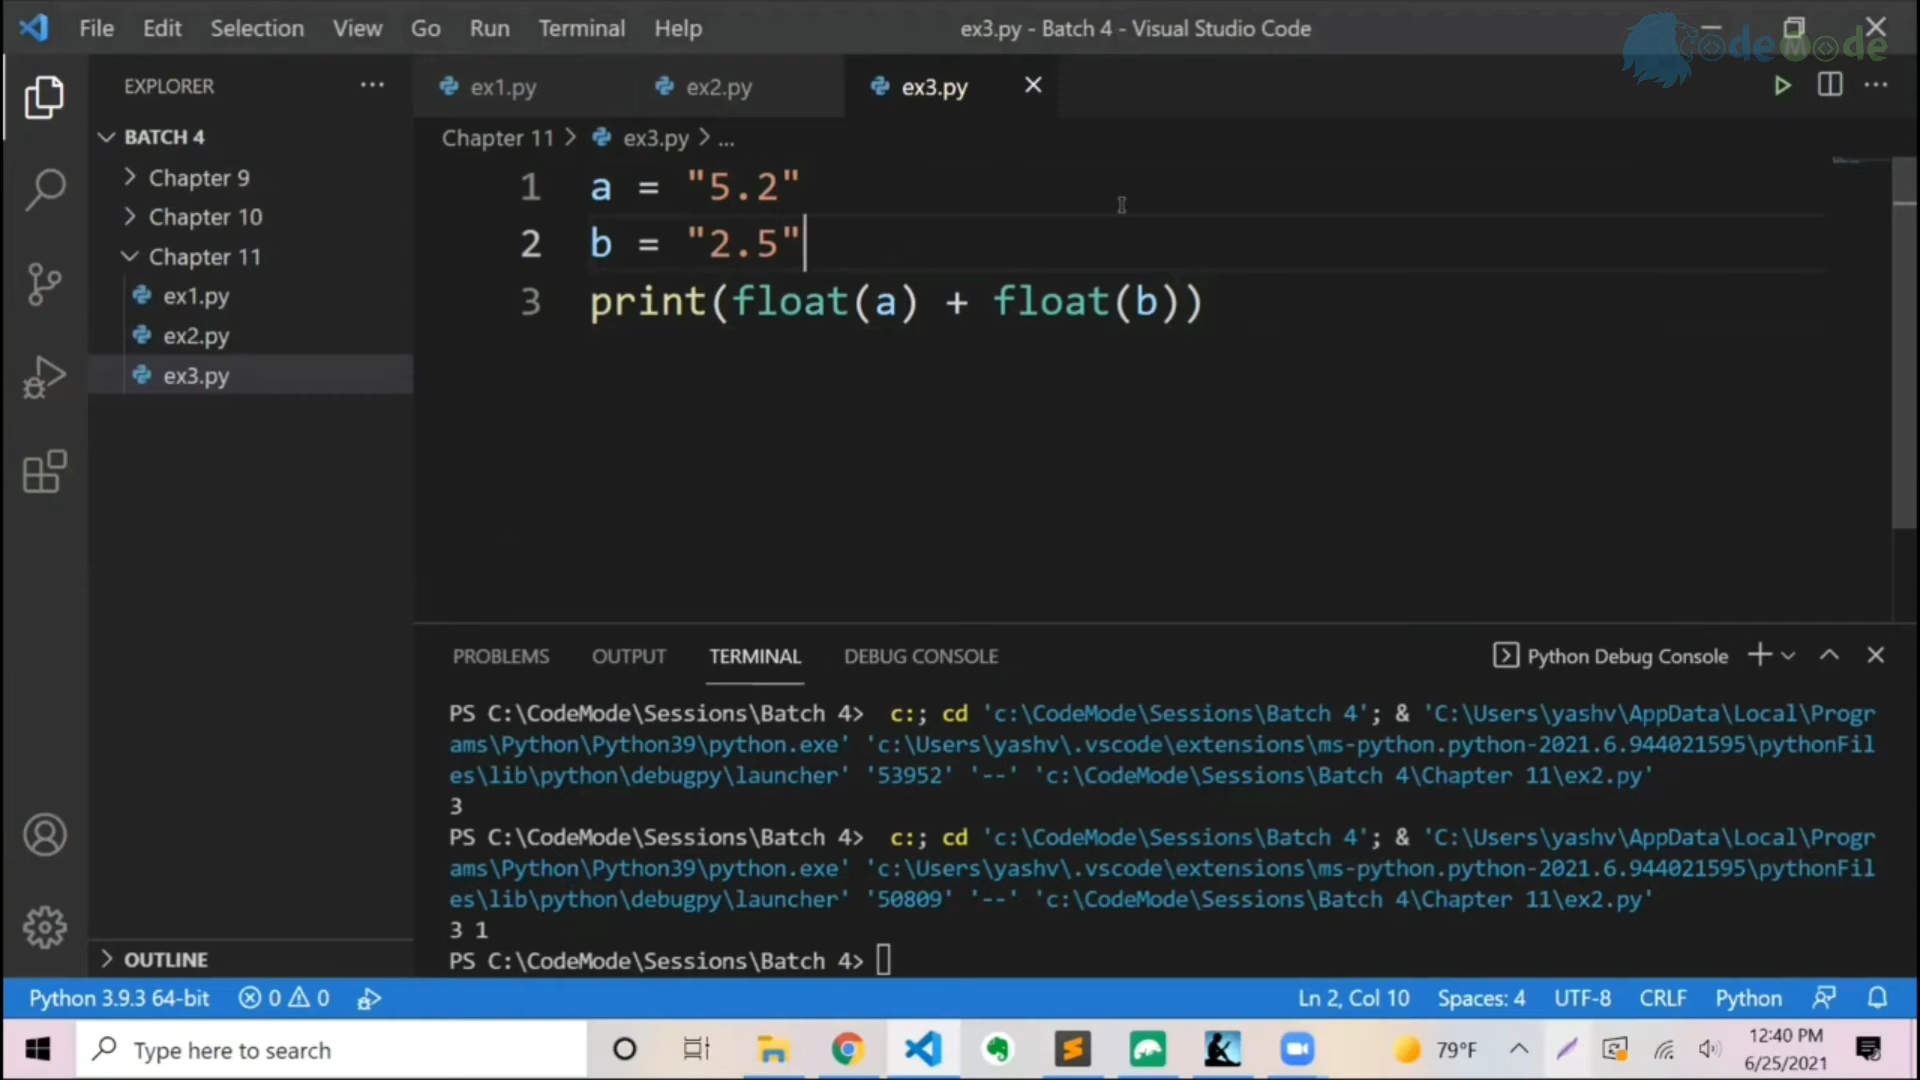 File Edit Selection View Go Run Terminal Help
ex3.py - Batch 4 - Visual Studio Code
CodeMode
EXPLORER
ex1.py
ex2.py
ex3.py
BATCH 4
Chapter 9
Chapter 10
Chapter 11
ex1.py
ex2.py
ex3.py
OUTLINE
Chapter 11 > ex3.py > ...
1 a = "5.2"
2 b = "2.5"
3 print(float(a) + float(b))
PROBLEMS OUTPUT TERMINAL DEBUG CONSOLE
Python Debug Console
PS C:\CodeMode\Sessions\Batch 4>  c:; cd 'c:\CodeMode\Sessions\Batch 4'; & 'C:\Users\yashv\AppData\Local\Progr
ams\Python\Python39\python.exe' 'c:\Users\yashv\.vscode\extensions\ms-python.python-2021.6.944021595\pythonFil
es\lib\python\debugpy\launcher' '53952' '--' 'c:\CodeMode\Sessions\Batch 4\Chapter 11\ex2.py'
3
PS C:\CodeMode\Sessions\Batch 4>  c:; cd 'c:\CodeMode\Sessions\Batch 4'; & 'C:\Users\yashv\AppData\Local\Progr
ams\Python\Python39\python.exe' 'c:\Users\yashv\.vscode\extensions\ms-python.python-2021.6.944021595\pythonFil
es\lib\python\debugpy\launcher' '50809' '--' 'c:\CodeMode\Sessions\Batch 4\Chapter 11\ex2.py'
3 1
PS C:\CodeMode\Sessions\Batch 4>
Python 3.9.3 64-bit 0 0
Ln 2, Col 10 Spaces: 4 UTF-8 CRLF Python
Type here to search
79°F
12:40 PM
6/25/2021